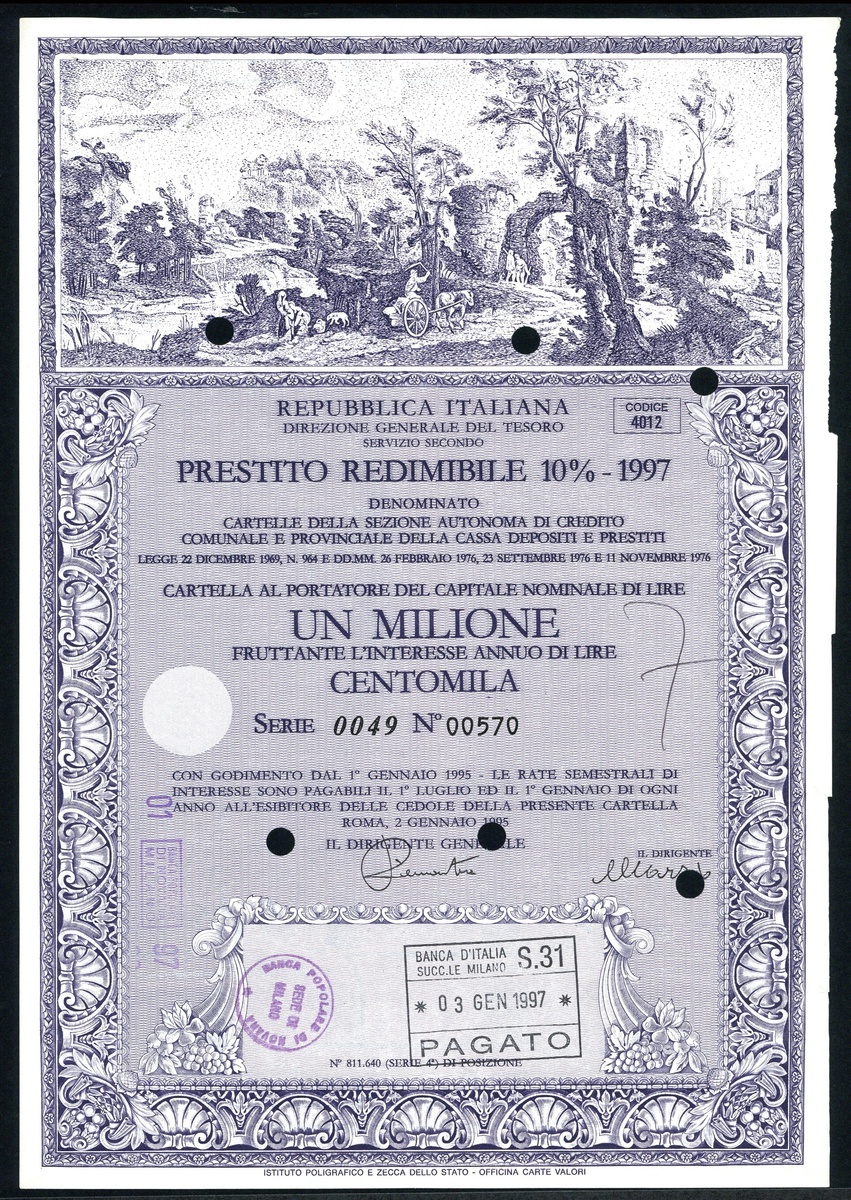 REPUBBLICA ITALIANA
DIREZIONE GENERALE DEL TESORO
SERVIZIO SECONDO
CODICE
4012
PRESTITO REDIMIBILE 10% - 1997
DENOMINATO
CARTELLE DELLA SEZIONE AUTONOMA DI CREDITO
COMUNALE E PROVINCIALE DELLA CASSA DEPOSITI E PRESTITI
LEGGE 22 DICEMBRE 1969, N. 964 E DD.MM. 26 FEBBRAIO 1976, 23 SETTEMBRE 1976 E 11 NOVEMBRE 1976
CARTELLA AL PORTATORE DEL CAPITALE NOMINALE DI LIRE
UN MILIONE
FRUTTANTE L'INTERESSE ANNUO DI LIRE
CENTOMILA
SERIE 0049 N° 00570
CON GODIMENTO DAL 1° GENNAIO 1995 - LE RATE SEMESTRALI DI
INTERESSE SONO PAGABILI IL 1° LUGLIO ED IL 1° GENNAIO DI OGNI
ANNO ALL'ESIBITORE DELLE CEDOLE DELLA PRESENTE CARTELLA
ROMA, 2 GENNAIO 1995
IL DIRIGENTE GENERALE
IL DIRIGENTE
01
97
MILANO
BANCA POPOLARE DI NOVARA
SEDE DI
MILANO
BANCA D'ITALIA
SUCC.LE MILANO S.31
* 03 GEN 1997 *
PAGATO
N° 811.640 (SERIE 4ª) DI POSIZIONE
ISTITUTO POLIGRAFICO E ZECCA DELLO STATO - OFFICINA CARTE VALORI